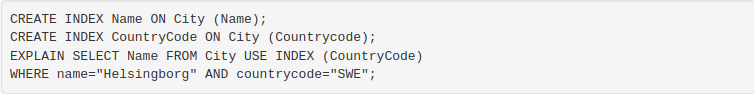 CREATE INDEX Name ON City (Name);
CREATE INDEX CountryCode ON City (Countrycode);
EXPLAIN SELECT Name FROM City USE INDEX (CountryCode)
WHERE name="Helsingborg" AND countrycode="SWE";